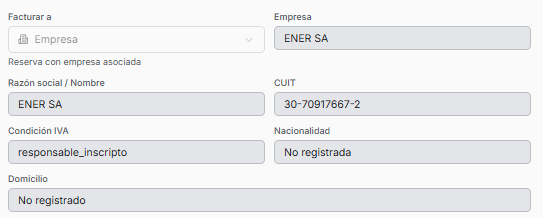 Facturar a
Empresa
Empresa
ENER SA
Reserva con empresa asociada
Razón social / Nombre
CUIT
ENER SA
30-70917667-2
Condición IVA
Nacionalidad
responsable_inscripto
No registrada
Domicilio
No registrado